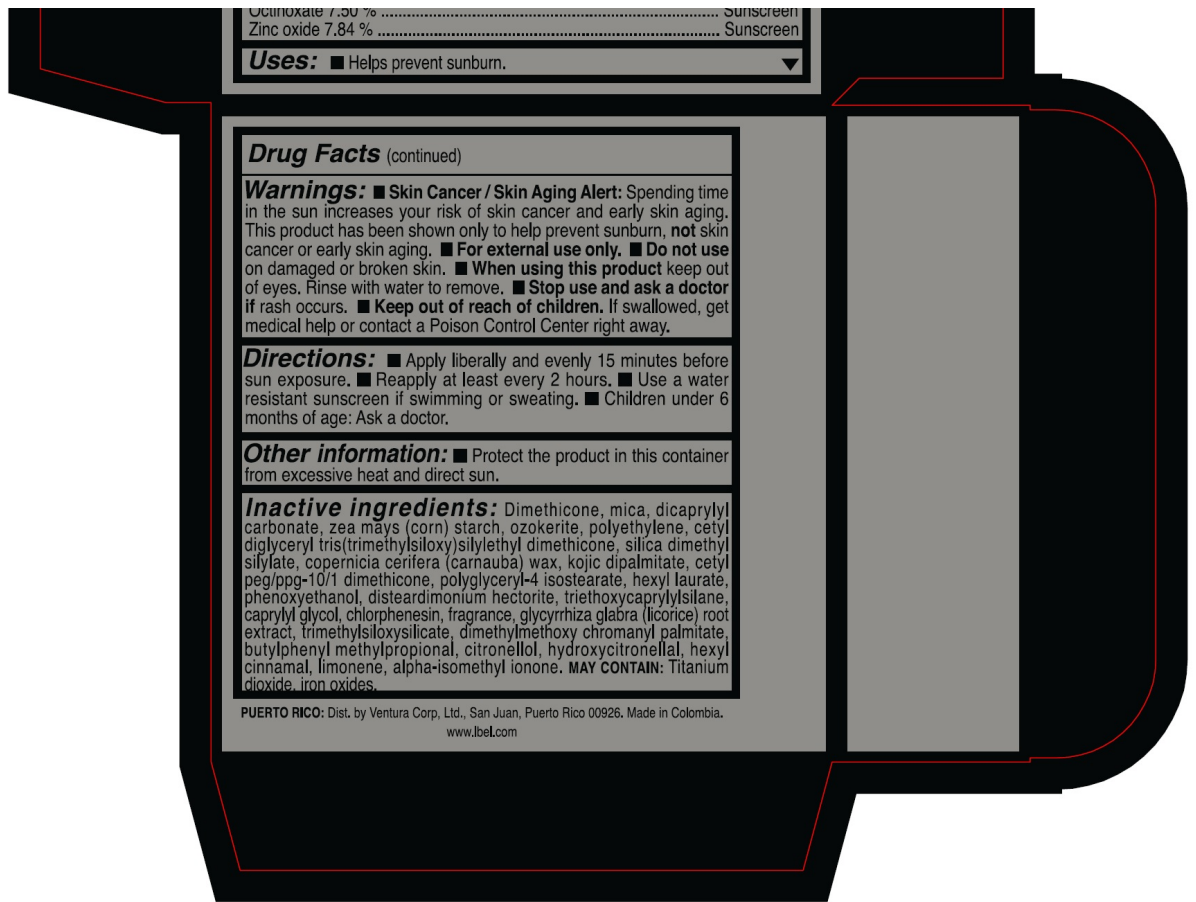 Octinoxate 7.50 % ........................................................................ Sunscreen
Zinc oxide 7.84 % ........................................................................ Sunscreen
Uses: ■ Helps prevent sunburn. ▼
Drug Facts (continued)
Warnings: ■ Skin Cancer / Skin Aging Alert: Spending time
in the sun increases your risk of skin cancer and early skin aging.
This product has been shown only to help prevent sunburn, not skin
cancer or early skin aging. ■ For external use only. ■ Do not use
on damaged or broken skin. ■ When using this product keep out
of eyes. Rinse with water to remove. ■ Stop use and ask a doctor
if rash occurs. ■ Keep out of reach of children. If swallowed, get
medical help or contact a Poison Control Center right away.
Directions: ■ Apply liberally and evenly 15 minutes before
sun exposure. ■ Reapply at least every 2 hours. ■ Use a water
resistant sunscreen if swimming or sweating. ■ Children under 6
months of age: Ask a doctor.
Other information: ■ Protect the product in this container
from excessive heat and direct sun.
Inactive ingredients: Dimethicone, mica, dicaprylyl
carbonate, zea mays (corn) starch, ozokerite, polyethylene, cetyl
diglyceryl tris(trimethylsiloxy)silylethyl dimethicone, silica dimethyl
silylate, copernicia cerifera (carnauba) wax, kojic dipalmitate, cetyl
peg/ppg-10/1 dimethicone, polyglyceryl-4 isostearate, hexyl laurate,
phenoxyethanol, disteardimonium hectorite, triethoxycaprylylsilane,
caprylyl glycol, chlorphenesin, fragrance, glycyrrhiza glabra (licorice) root
extract, trimethylsiloxysilicate, dimethylmethoxy chromanyl palmitate,
butylphenyl methylpropional, citronellol, hydroxycitronellal, hexyl
cinnamal, limonene, alpha-isomethyl ionone. MAY CONTAIN: Titanium
dioxide, iron oxides.
PUERTO RICO: Dist. by Ventura Corp, Ltd., San Juan, Puerto Rico 00926. Made in Colombia.
www.lbel.com